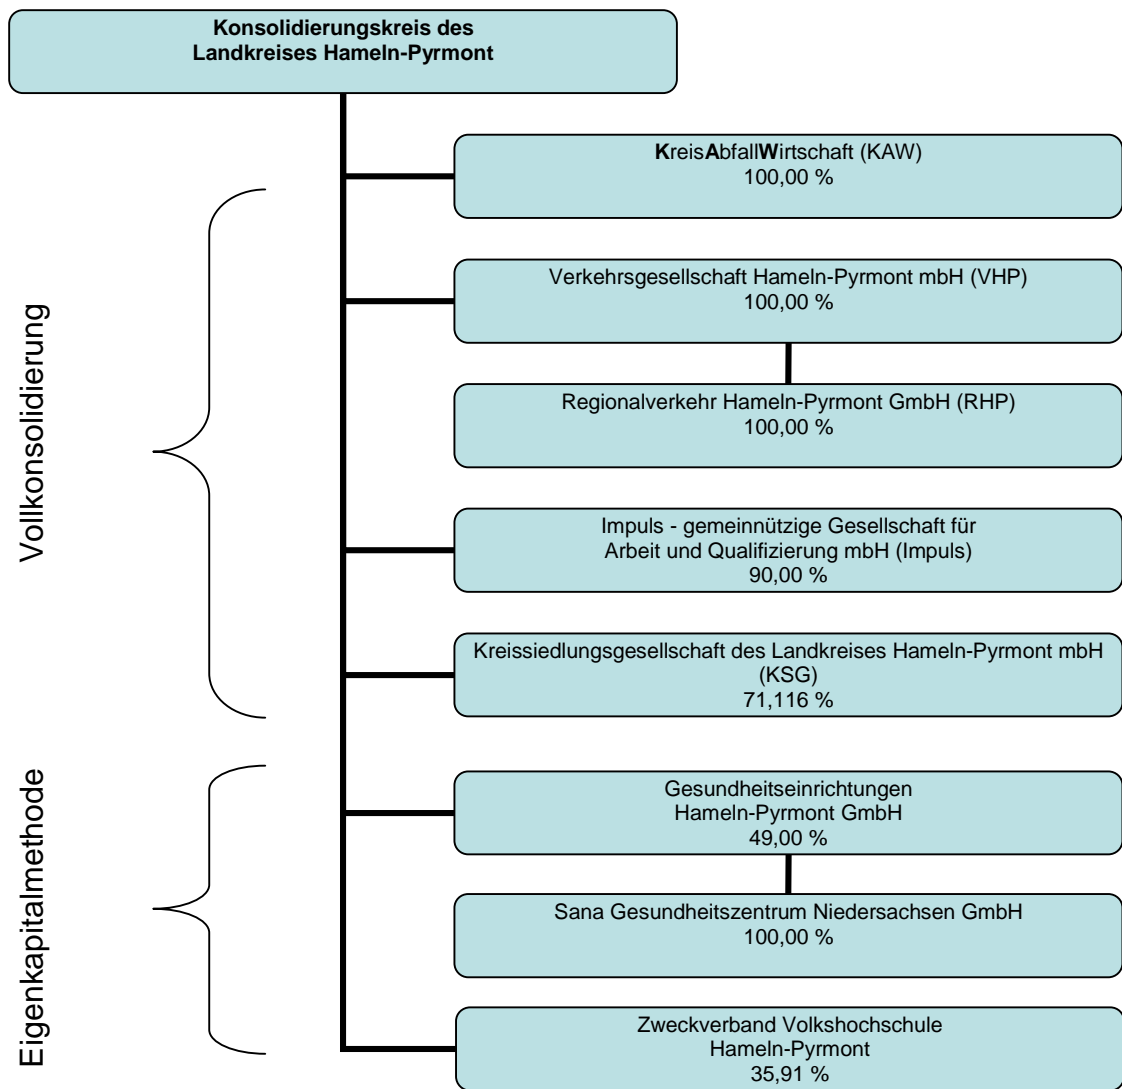 Konsolidierungskreis des
Landkreises Hameln-Pyrmont
KreisAbfallWirtschaft (KAW)
100,00 %
Verkehrsgesellschaft Hameln-Pyrmont mbH (VHP)
100,00 %
Regionalverkehr Hameln-Pyrmont GmbH (RHP)
100,00 %
Impuls - gemeinnützige Gesellschaft für
Arbeit und Qualifizierung mbH (Impuls)
90,00 %
Kreissiedlungsgesellschaft des Landkreises Hameln-Pyrmont mbH
(KSG)
71,116 %
Vollkonsolidierung
Gesundheitseinrichtungen
Hameln-Pyrmont GmbH
49,00 %
Sana Gesundheitszentrum Niedersachsen GmbH
100,00 %
Zweckverband Volkshochschule
Hameln-Pyrmont
35,91 %
Eigenkapitalmethode